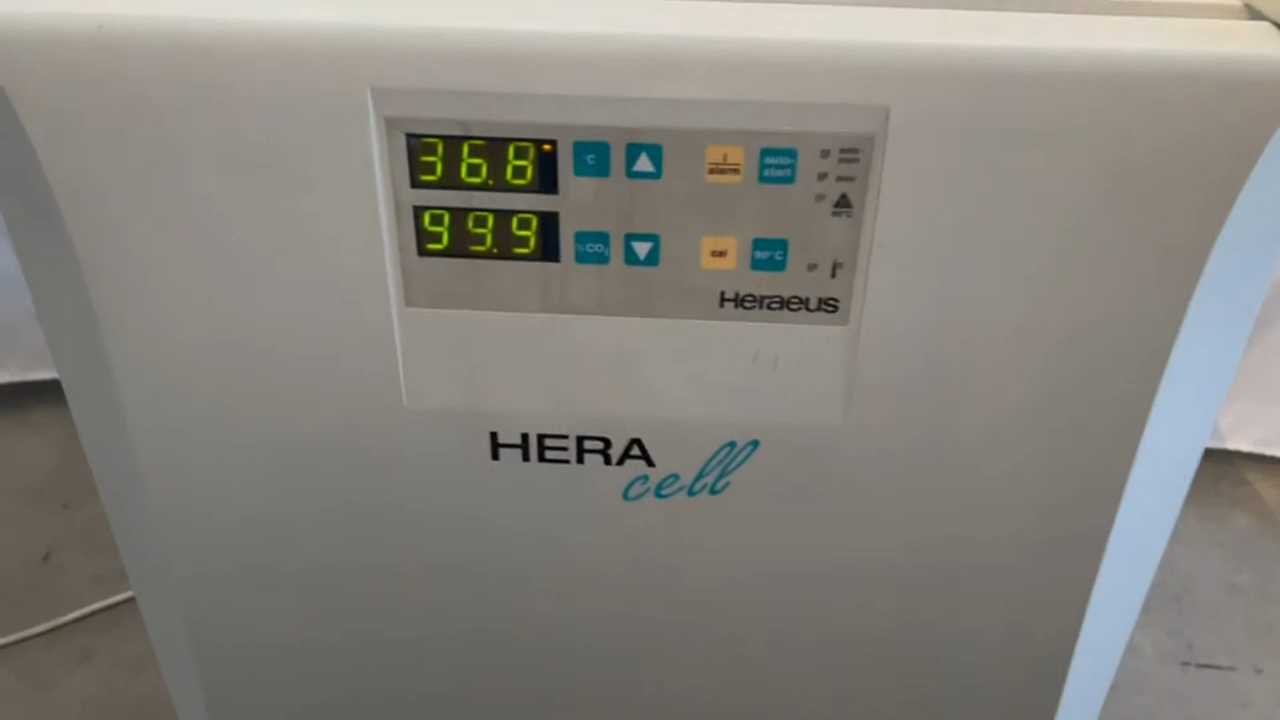 36.8
°C
i
alarm
auto-
start
99.9
%CO₂
cal
90°C
Heraeus
HERA
cell